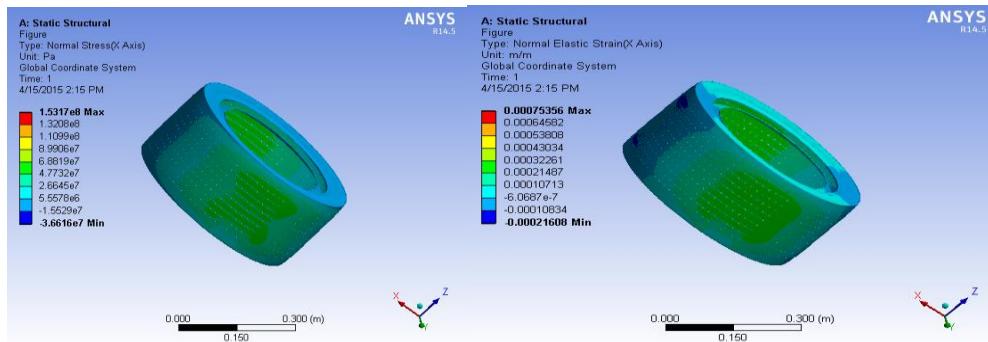 A: Static Structural
Figure
Type: Normal Stress(X Axis)
Unit: Pa
Global Coordinate System
Time: 1
4/15/2015 2:15 PM
1.5317e8 Max
1.3208e8
1.1099e8
8.9906e7
6.8819e7
4.7732e7
2.6645e7
5.5578e6
-1.5529e7
-3.6616e7 Min
ANSYS
R14.5
X
Z
Y
0.000
0.300 (m)
0.150
A: Static Structural
Figure
Type: Normal Elastic Strain(X Axis)
Unit: m/m
Global Coordinate System
Time: 1
4/15/2015 2:15 PM
0.00075356 Max
0.00064582
0.00053808
0.00043034
0.00032261
0.00021487
0.00010713
-6.0687e-7
-0.00010834
-0.00021608 Min
ANSYS
R14.5
X
Z
Y
0.000
0.300 (m)
0.150